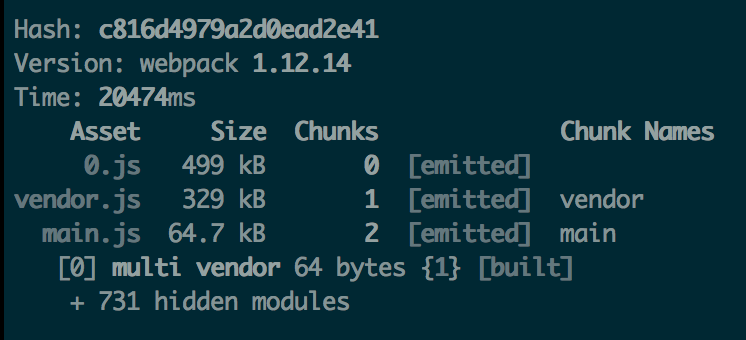 Hash: c816d4979a2d0ead2e41
Version: webpack 1.12.14
Time: 20474ms
Asset Size Chunks Chunk Names
0.js 499 kB 0 [emitted]
vendor.js 329 kB 1 [emitted] vendor
main.js 64.7 kB 2 [emitted] main
[0] multi vendor 64 bytes {1} [built]
+ 731 hidden modules